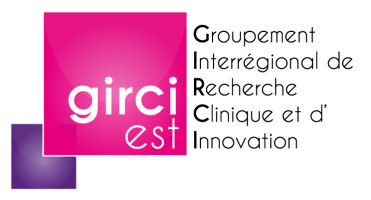 girci
est
Groupement
Interrégional de
Recherche
Clinique et d'
Innovation